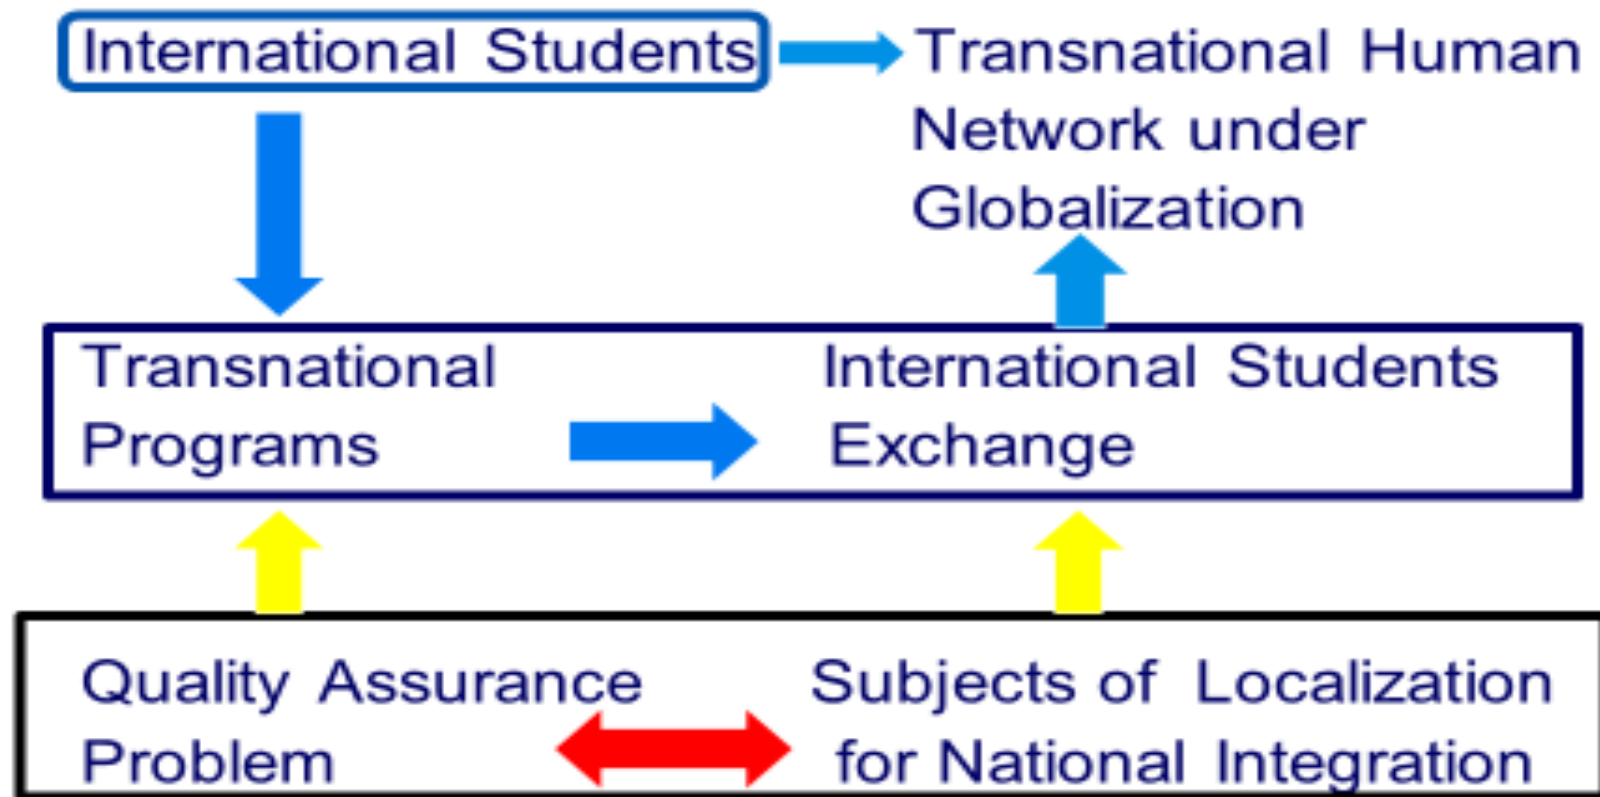 International Students
Transnational Human
Network under
Globalization
Transnational
Programs
International Students
Exchange
Quality Assurance
Problem
Subjects of Localization
for National Integration